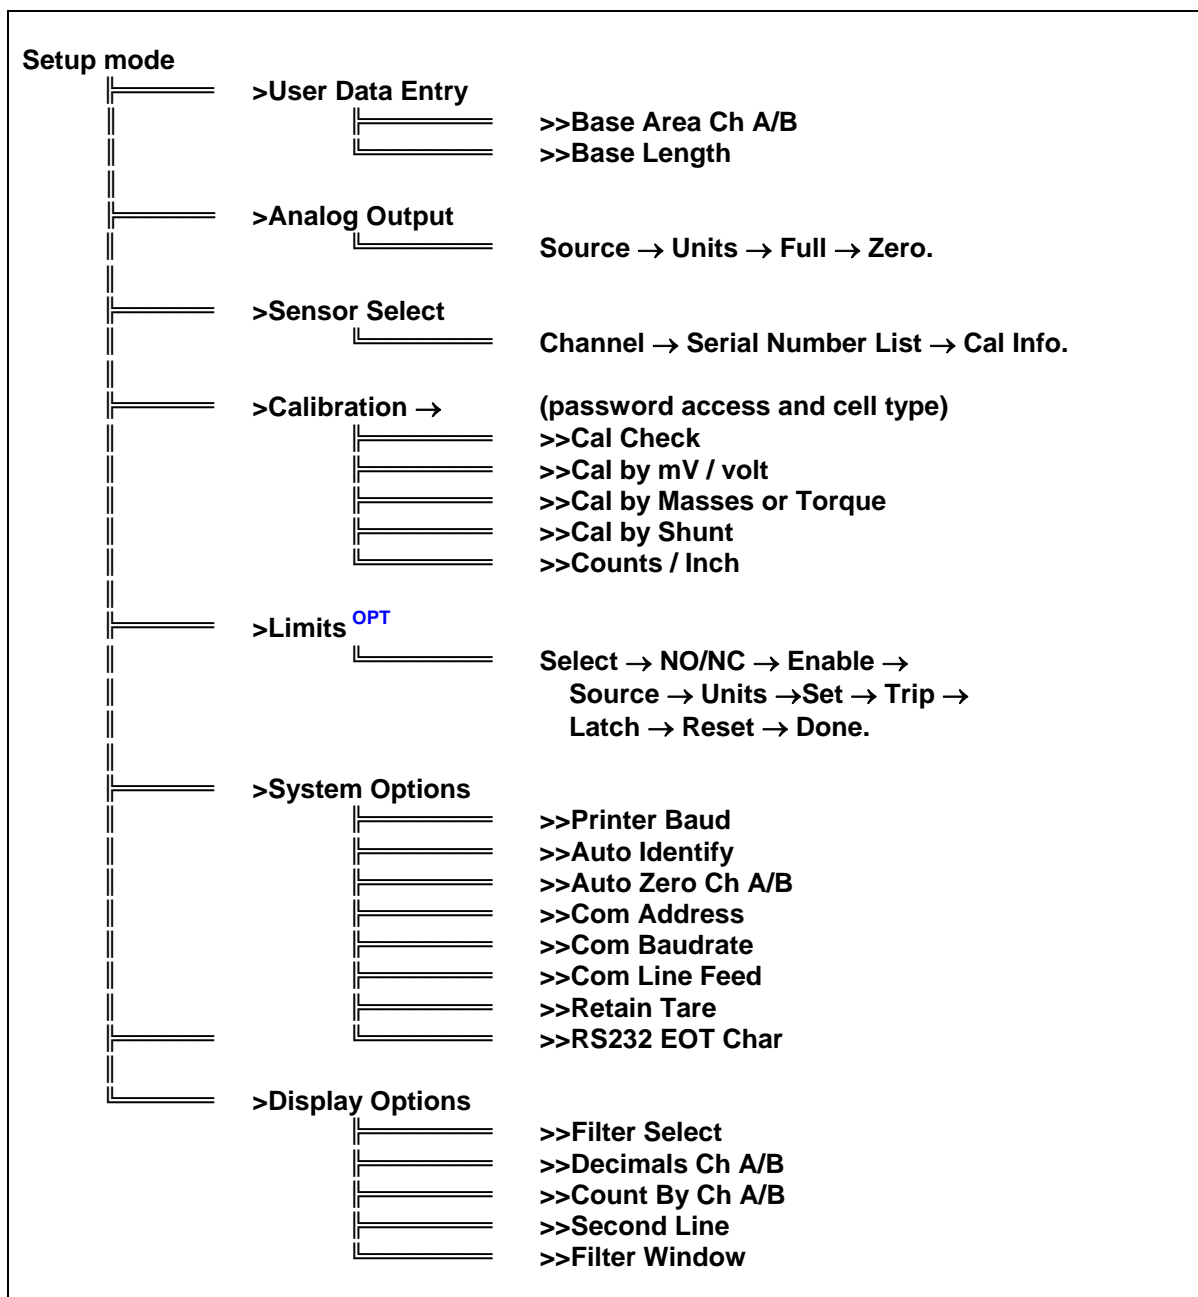 Setup mode
>User Data Entry
>>Base Area Ch A/B
>>Base Length
>Analog Output
Source → Units → Full → Zero.
>Sensor Select
Channel → Serial Number List → Cal Info.
>Calibration → (password access and cell type)
>>Cal Check
>>Cal by mV / volt
>>Cal by Masses or Torque
>>Cal by Shunt
>>Counts / Inch
>Limits OPT
Select → NO/NC → Enable →
Source → Units →Set → Trip →
Latch → Reset → Done.
>System Options
>>Printer Baud
>>Auto Identify
>>Auto Zero Ch A/B
>>Com Address
>>Com Baudrate
>>Com Line Feed
>>Retain Tare
>>RS232 EOT Char
>Display Options
>>Filter Select
>>Decimals Ch A/B
>>Count By Ch A/B
>>Second Line
>>Filter Window